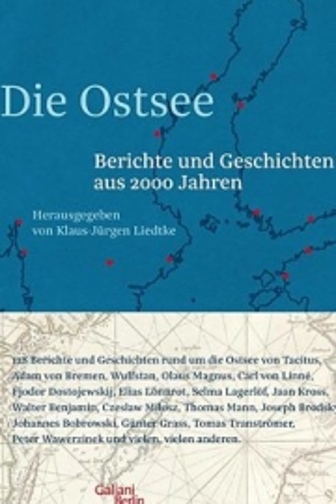 Die Ostsee
Berichte und Geschichten
aus 2000 Jahren
Herausgegeben
von Klaus-Jürgen Liedtke
128 Berichte und Geschichten rund um die Ostsee von Tacitus,
Adam von Bremen, Wulfstan, Olaus Magnus, Carl von Linné,
Fjodor Dostojewskij, Elias Lönnrot, Selma Lagerlöf, Jaan Kross,
Walter Benjamin, Czesław Miłosz, Thomas Mann, Joseph Brodsky,
Johannes Bobrowski, Günter Grass, Tomas Tranströmer,
Peter Wawerzinek und vielen, vielen anderen.
Galiani
Berlin